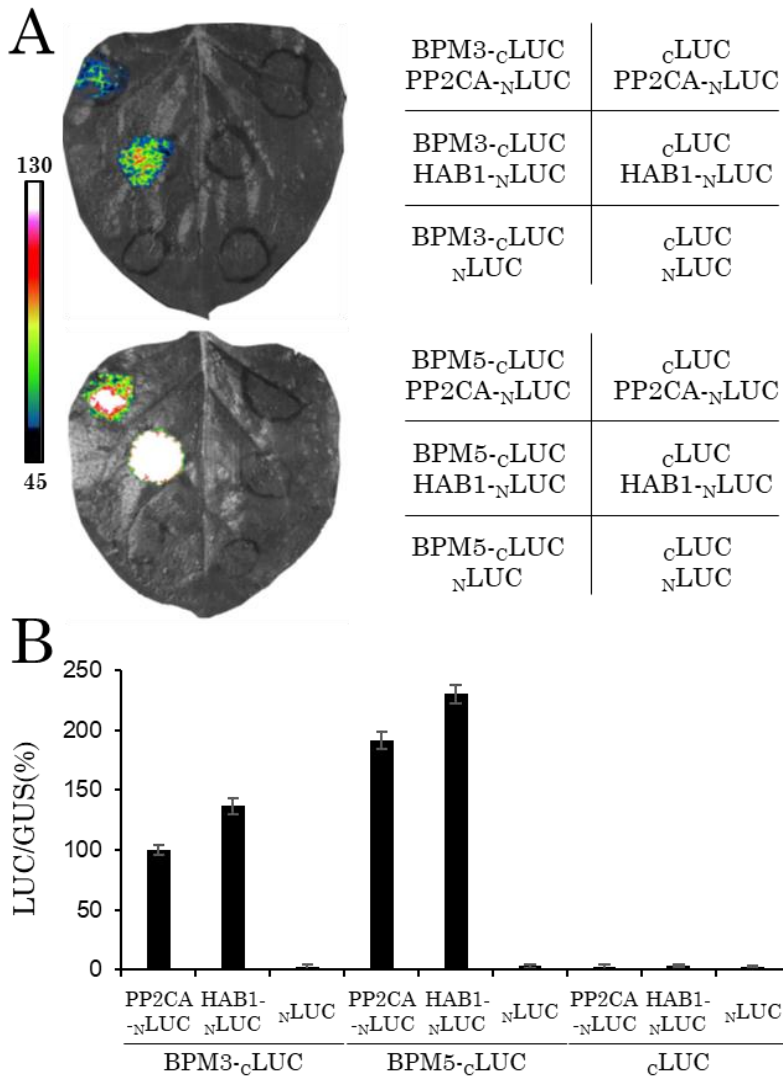 A
130
45
BPM3-CLUC
PP2CA-NLUC
CLUC
PP2CA-NLUC
BPM3-CLUC
HAB1-NLUC
CLUC
HAB1-NLUC
BPM3-CLUC
NLUC
CLUC
NLUC
BPM5-CLUC
PP2CA-NLUC
CLUC
PP2CA-NLUC
BPM5-CLUC
HAB1-NLUC
CLUC
HAB1-NLUC
BPM5-CLUC
NLUC
CLUC
NLUC
B
LUC/GUS(%)
250
200
150
100
50
0
PP2CA
-NLUC
HAB1-
NLUC
NLUC
PP2CA
-NLUC
HAB1-
NLUC
NLUC
PP2CA
-NLUC
HAB1-
NLUC
NLUC
BPM3-CLUC
BPM5-CLUC
CLUC